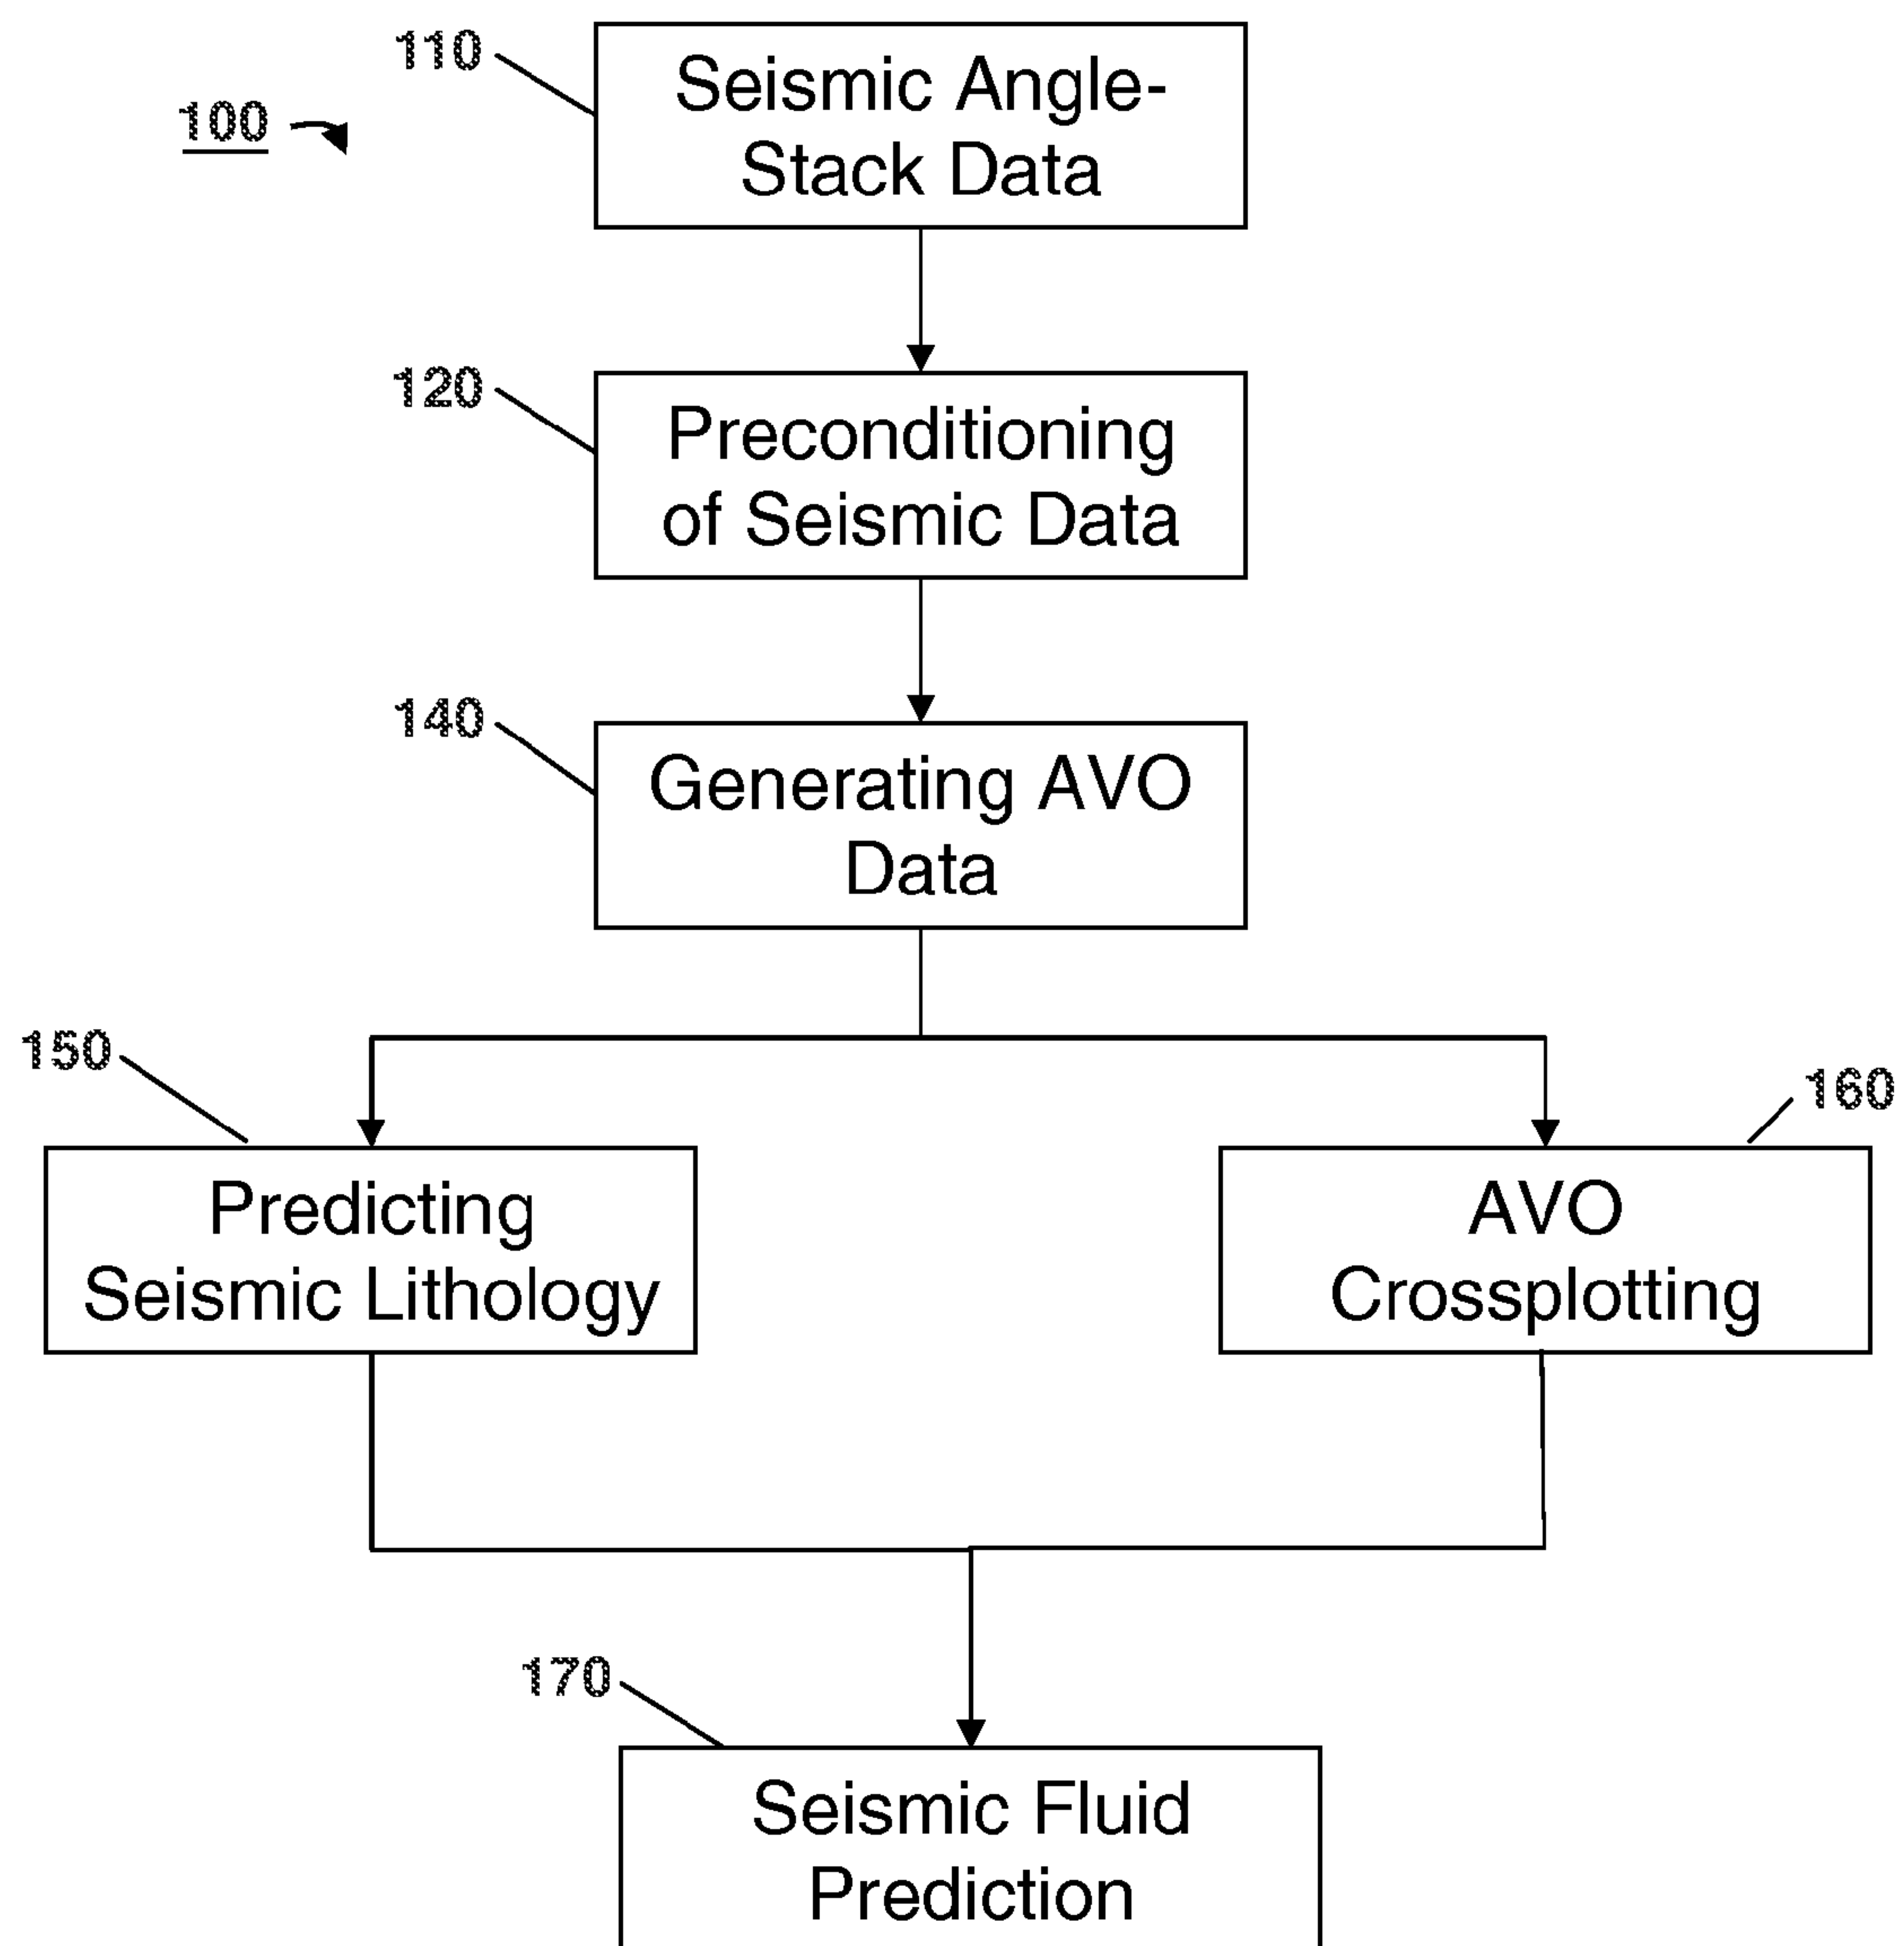 110
Seismic Angle-
Stack Data
100
120
Preconditioning
of Seismic Data
140
Generating AVO
Data
150
160
Predicting
Seismic Lithology
AVO
Crossplotting
170
Seismic Fluid
Prediction